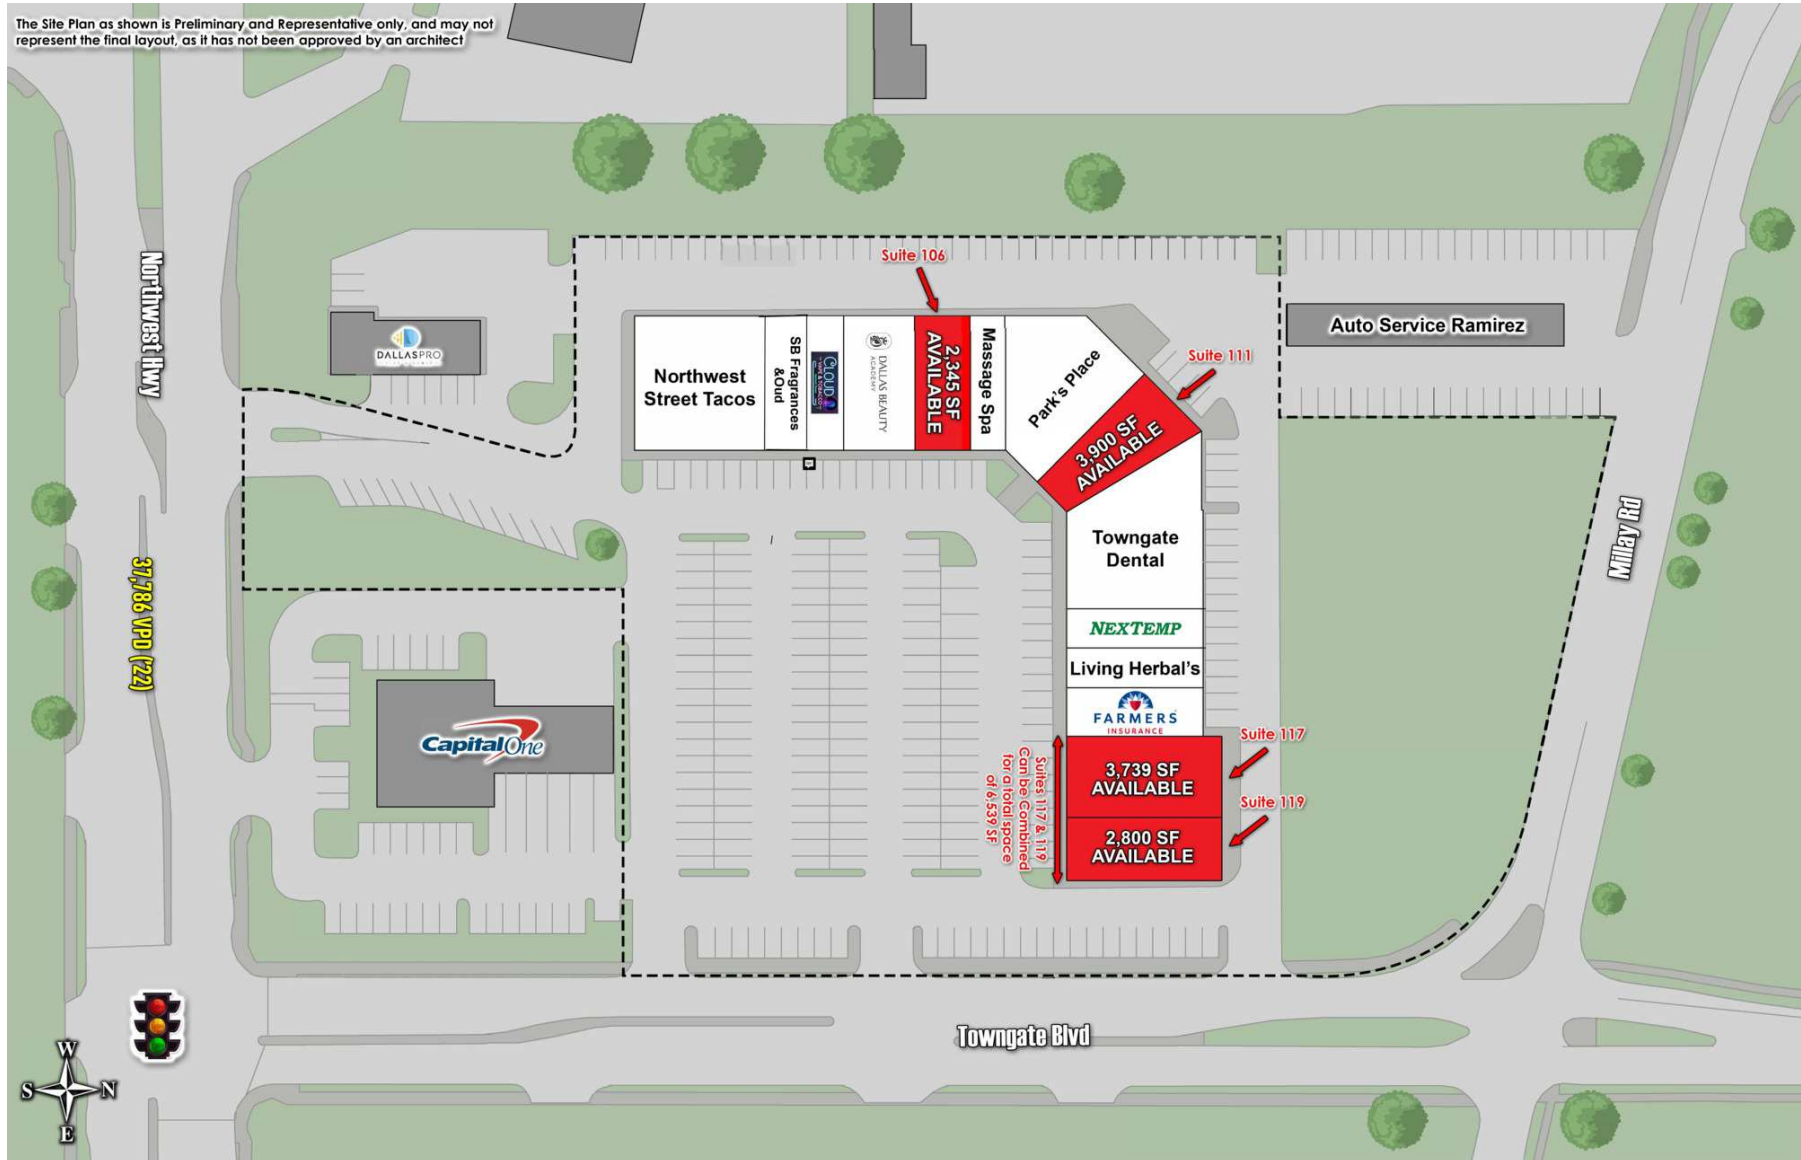 The Site Plan as shown is Preliminary and Representative only, and may not
represent the final layout, as it has not been approved by an architect
Northwest Hwy
37,786 VPD ('22)
DALLASPRO
Suite 106
Northwest
Street Tacos
SB Fragrances
&Oud
CLOUD
VAPE & TOBACCO
DALLAS BEAUTY
ACADEMY
2,345 SF
AVAILABLE
Massage Spa
Park's Place
Suite 111
3,900 SF
AVAILABLE
Auto Service Ramirez
Towngate
Dental
NEXTEMP
Living Herbal's
FARMERS
INSURANCE
Suite 117
3,739 SF
AVAILABLE
Suite 119
2,800 SF
AVAILABLE
Suites 117 & 119
Can be Combined
for a total space
of 6,539 SF
Capital One
Millay Rd
Towngate Blvd
W
S N
E